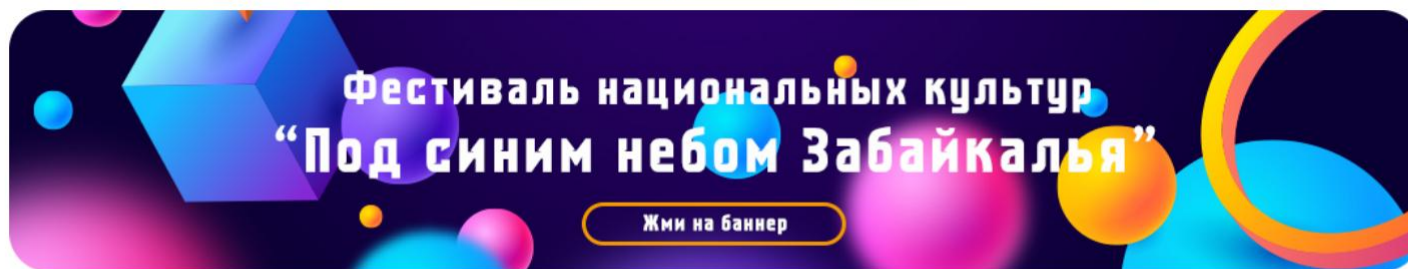 Фестиваль национальных культур
“Под синим небом Забайкалья”
Жми на баннер